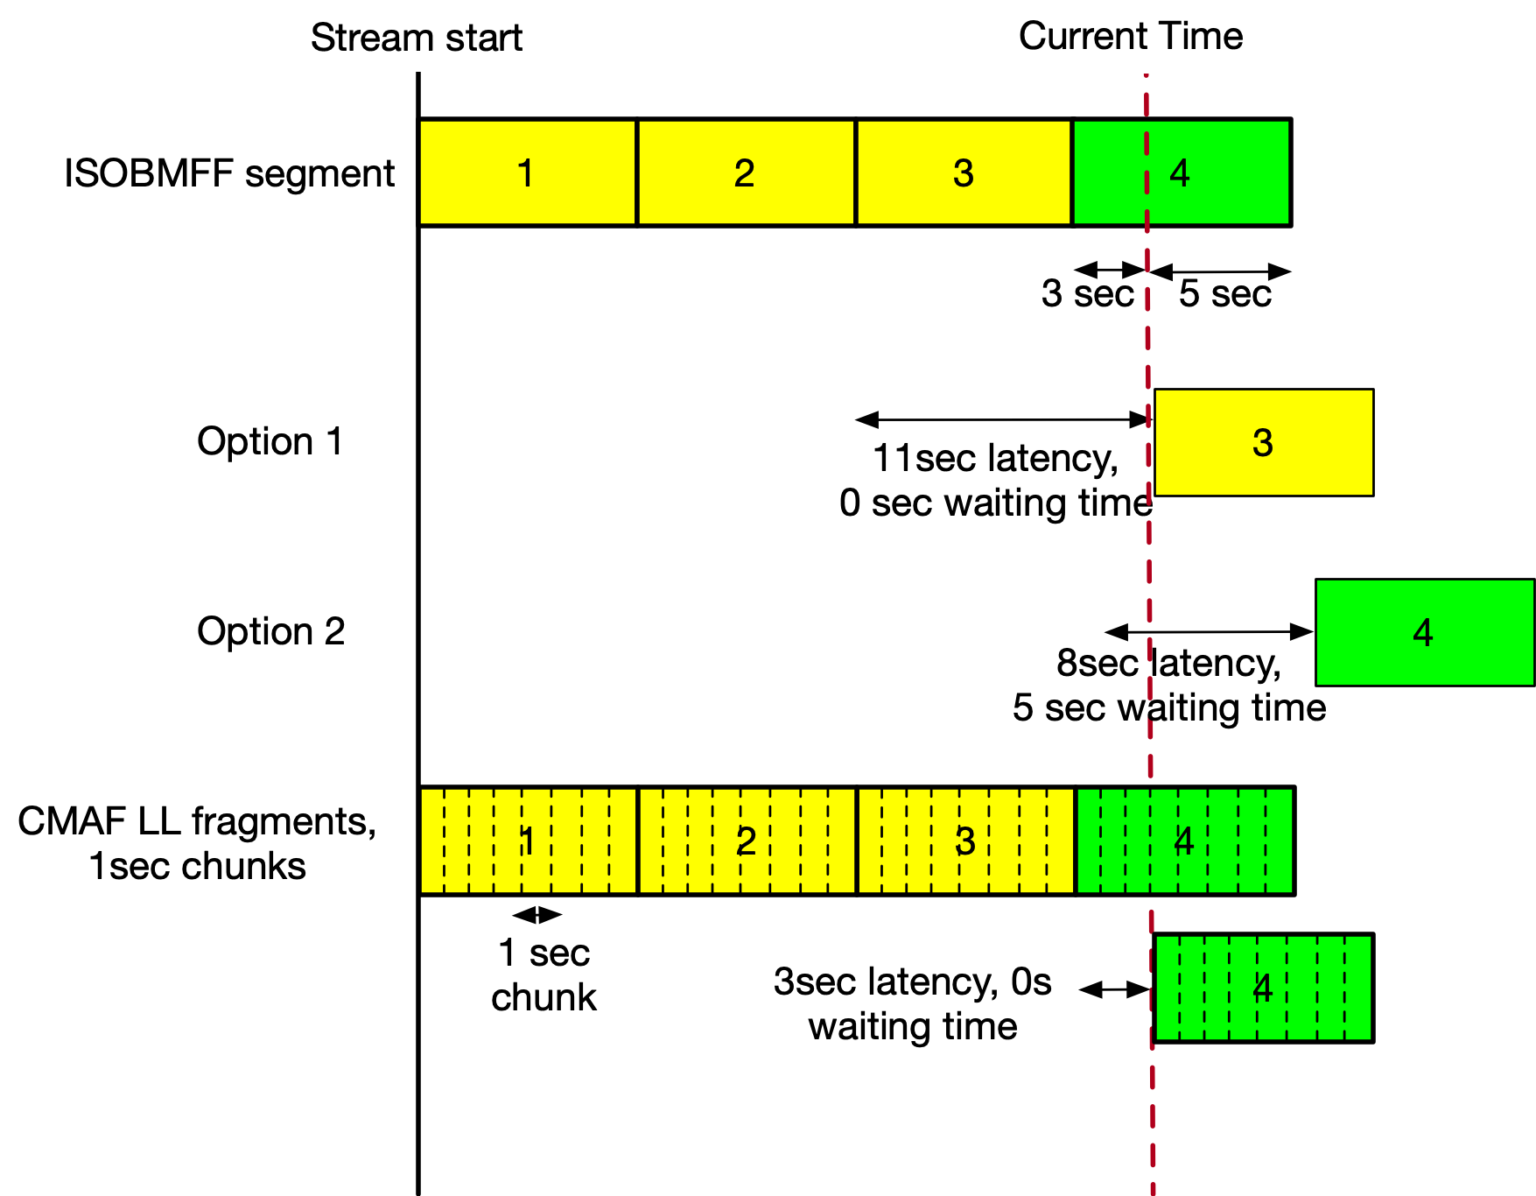 Stream start
Current Time
ISOBMFF segment
1
2
3
4
3 sec
5 sec
Option 1
11sec latency,
0 sec waiting time
3
Option 2
8sec latency,
5 sec waiting time
4
CMAF LL fragments,
1sec chunks
1
2
3
4
1 sec
chunk
3sec latency, 0s
waiting time
4